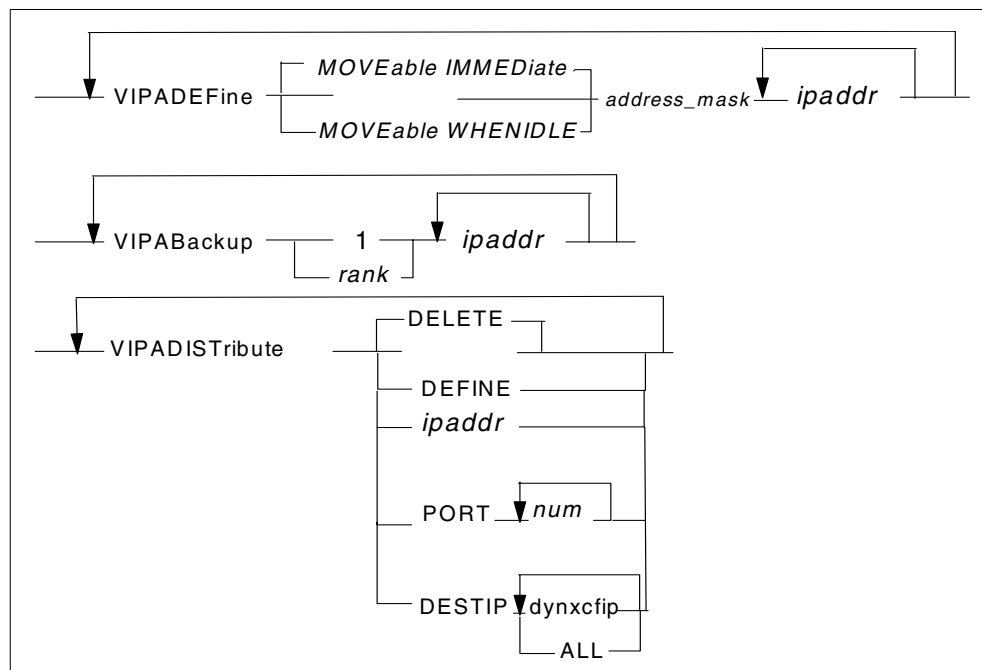 MOVEable IMMEDiate
VIPADEFine address_mask ipaddr
MOVEable WHENIDLE
VIPABackup 1 ipaddr
rank
DELETE
VIPADISTribute
DEFINE
ipaddr
PORT num
DESTIP dynxcfip
ALL